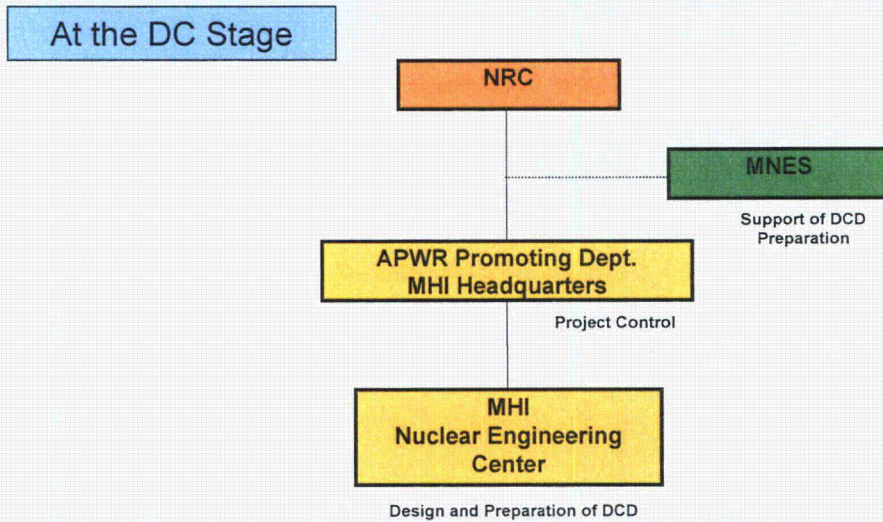 At the DC Stage
NRC
MNES
Support of DCD
Preparation
APWR Promoting Dept.
MHI Headquarters
Project Control
MHI
Nuclear Engineering
Center
Design and Preparation of DCD